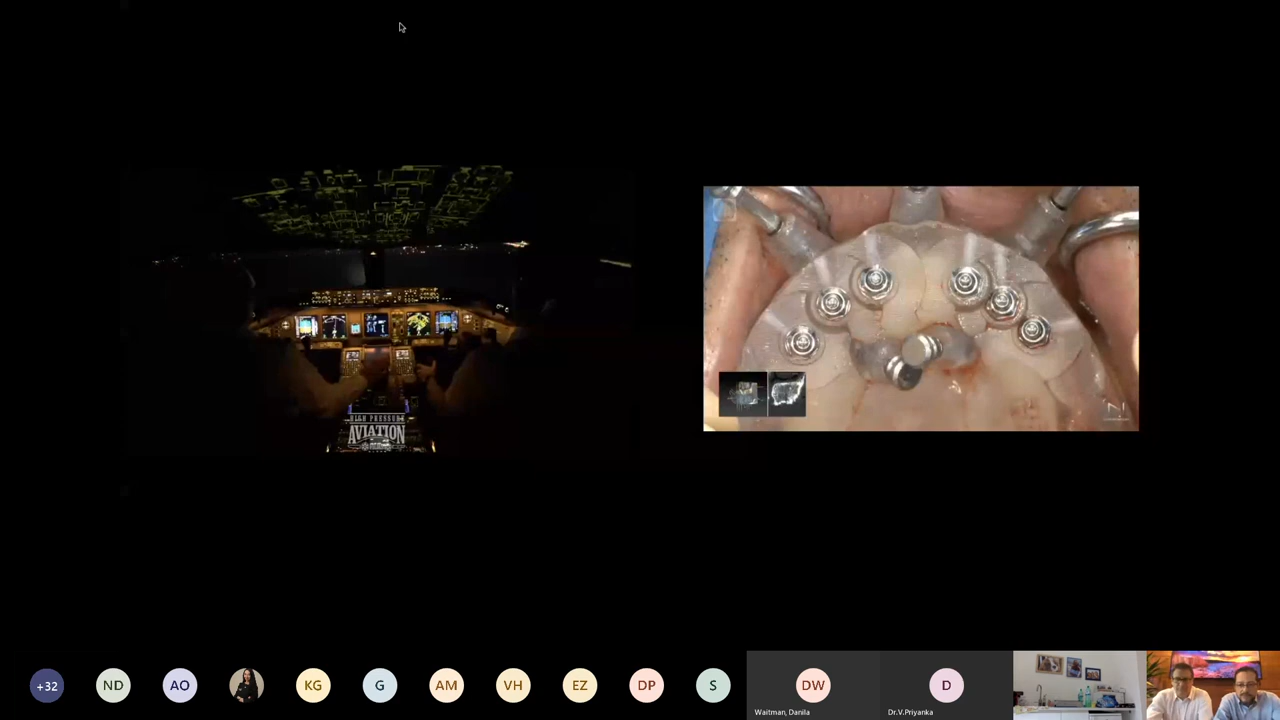 HIGH PRESSURE
AVIATION
+32
ND
AO
KG
G
AM
VH
EZ
DP
S
DW
Waitman, Danila
D
Dr.V.Priyanka